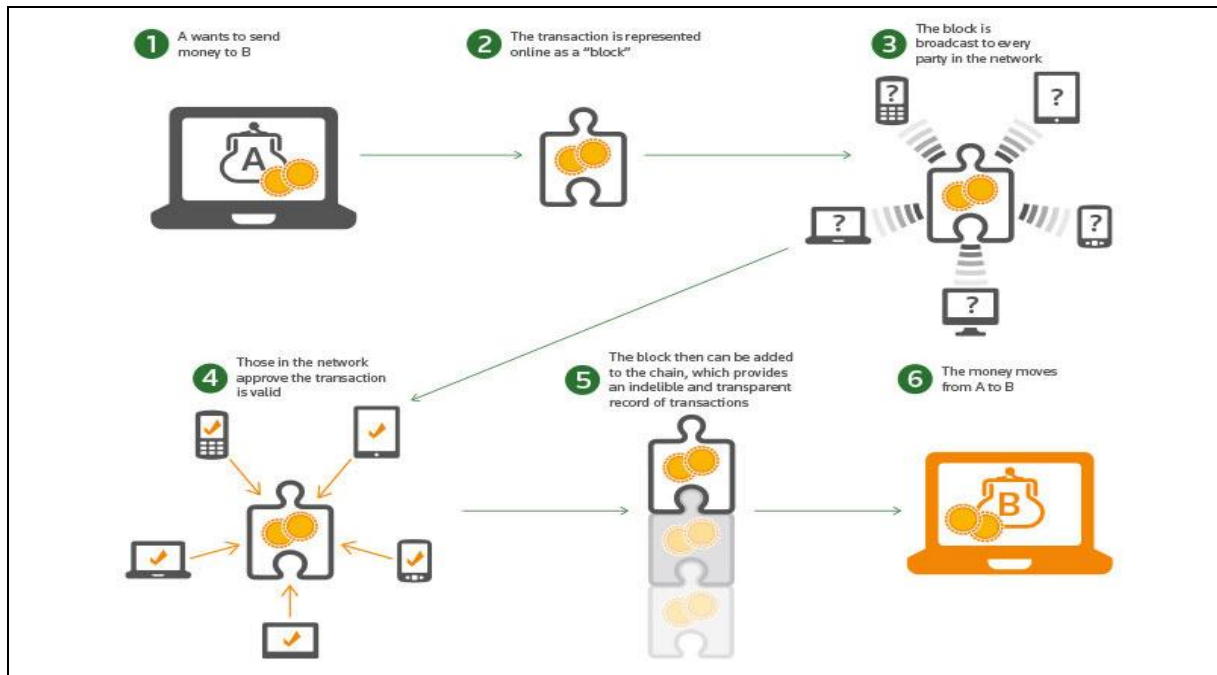 1 A wants to send
money to B
A
2 The transaction is represented
online as a “block”
3 The block is
broadcast to every
party in the network
?
?
?
?
?
4 Those in the network
approve the transaction
is valid
5 The block then can be added
to the chain, which provides
an indelible and transparent
record of transactions
6 The money moves
from A to B
B